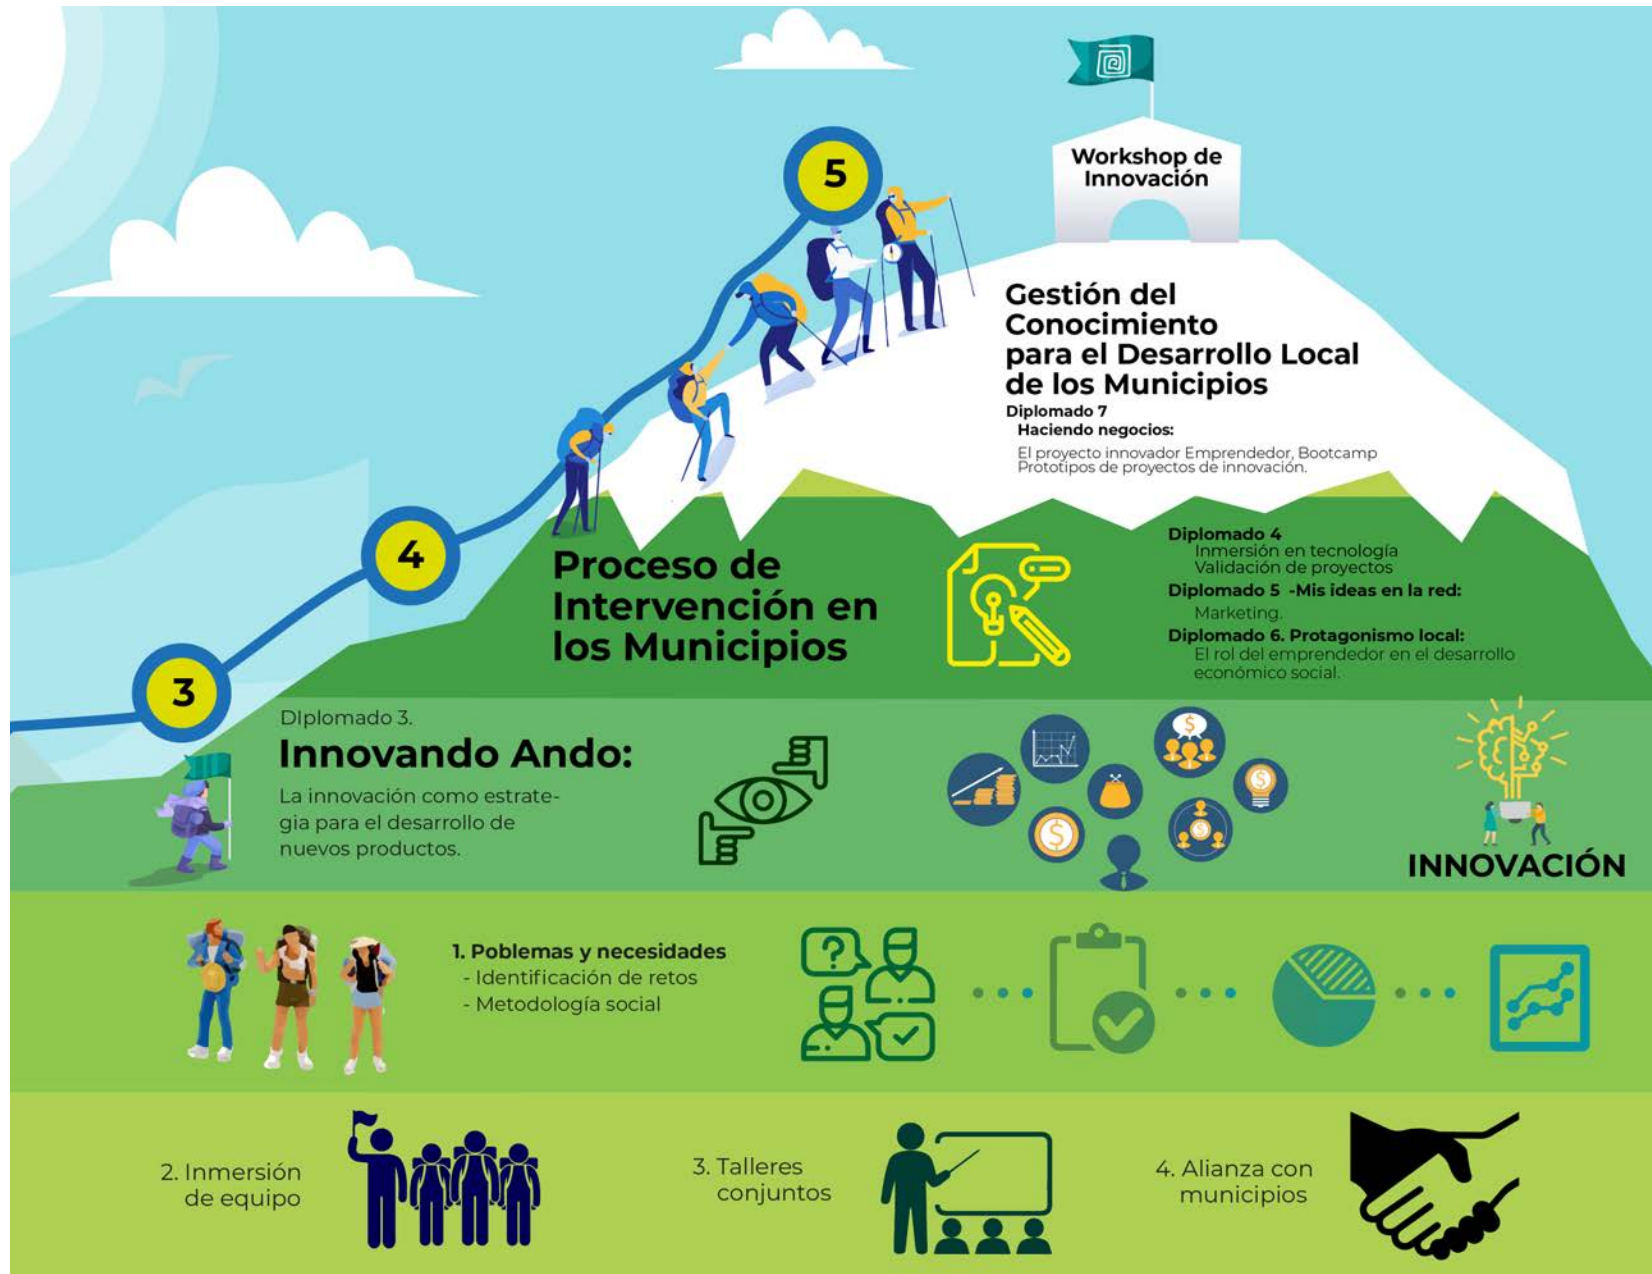 5
Workshop de
Innovación
Gestión del
Conocimiento
para el Desarrollo Local
de los Municipios
Diplomado 7
Haciendo negocios:
El proyecto innovador Emprendedor, Bootcamp
Prototipos de proyectos de innovación.
4
Proceso de
Intervención en
los Municipios
Diplomado 4
Inmersión en tecnología
Validación de proyectos
Diplomado 5 -Mis ideas en la red:
Marketing.
Diplomado 6. Protagonismo local:
El rol del emprendedor en el desarrollo
económico social.
3
DIplomado 3.
Innovando Ando:
La innovación como estrate-
gia para el desarrollo de
nuevos productos.
INNOVACIÓN
1. Poblemas y necesidades
- Identificación de retos
- Metodología social
2. Inmersión
de equipo
3. Talleres
conjuntos
4. Alianza con
municipios